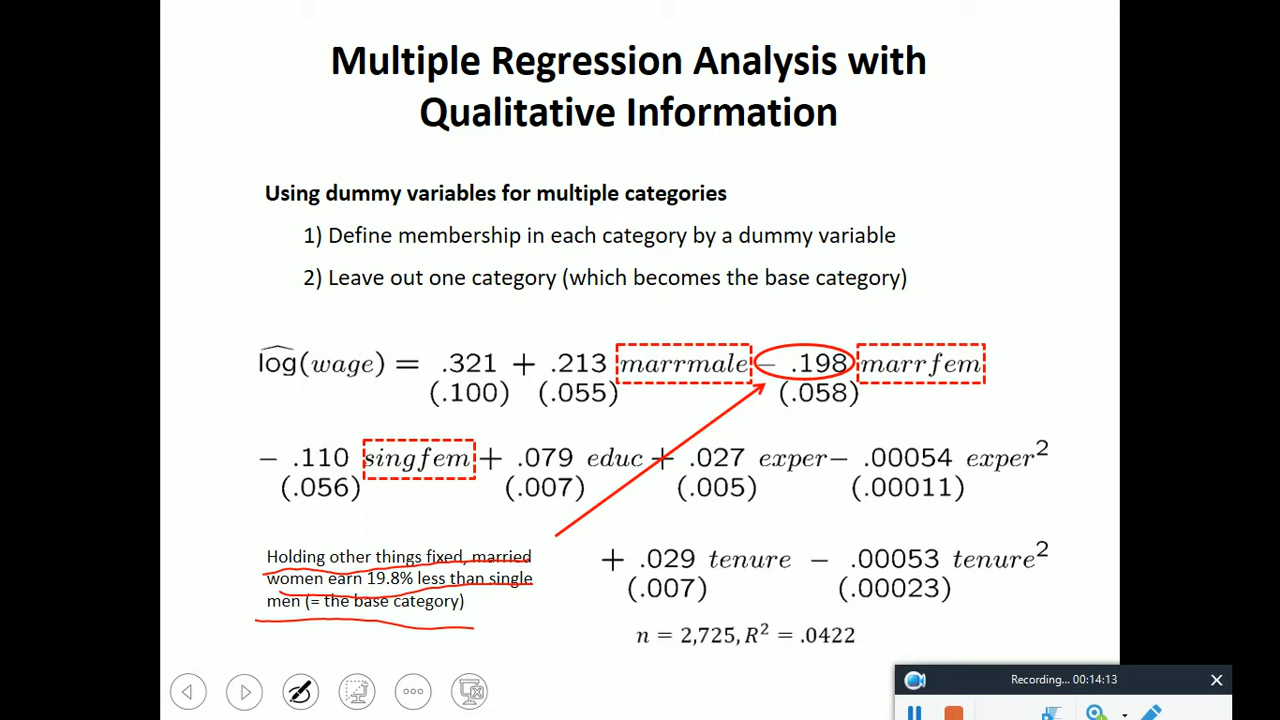 Multiple Regression Analysis with
Qualitative Information
Using dummy variables for multiple categories
1) Define membership in each category by a dummy variable
2) Leave out one category (which becomes the base category)
\widehat{log}(wage) = .321 + .213 marrmale − .198 marrfem
(.100) (.055) (.058)
− .110 singfem + .079 educ + .027 exper − .00054 exper²
(.056) (.007) (.005) (.00011)
Holding other things fixed, married
women earn 19.8% less than single
men (= the base category)
+ .029 tenure − .00053 tenure²
(.007) (.00023)
n = 2,725, R² = .0422
Recording... 00:14:13